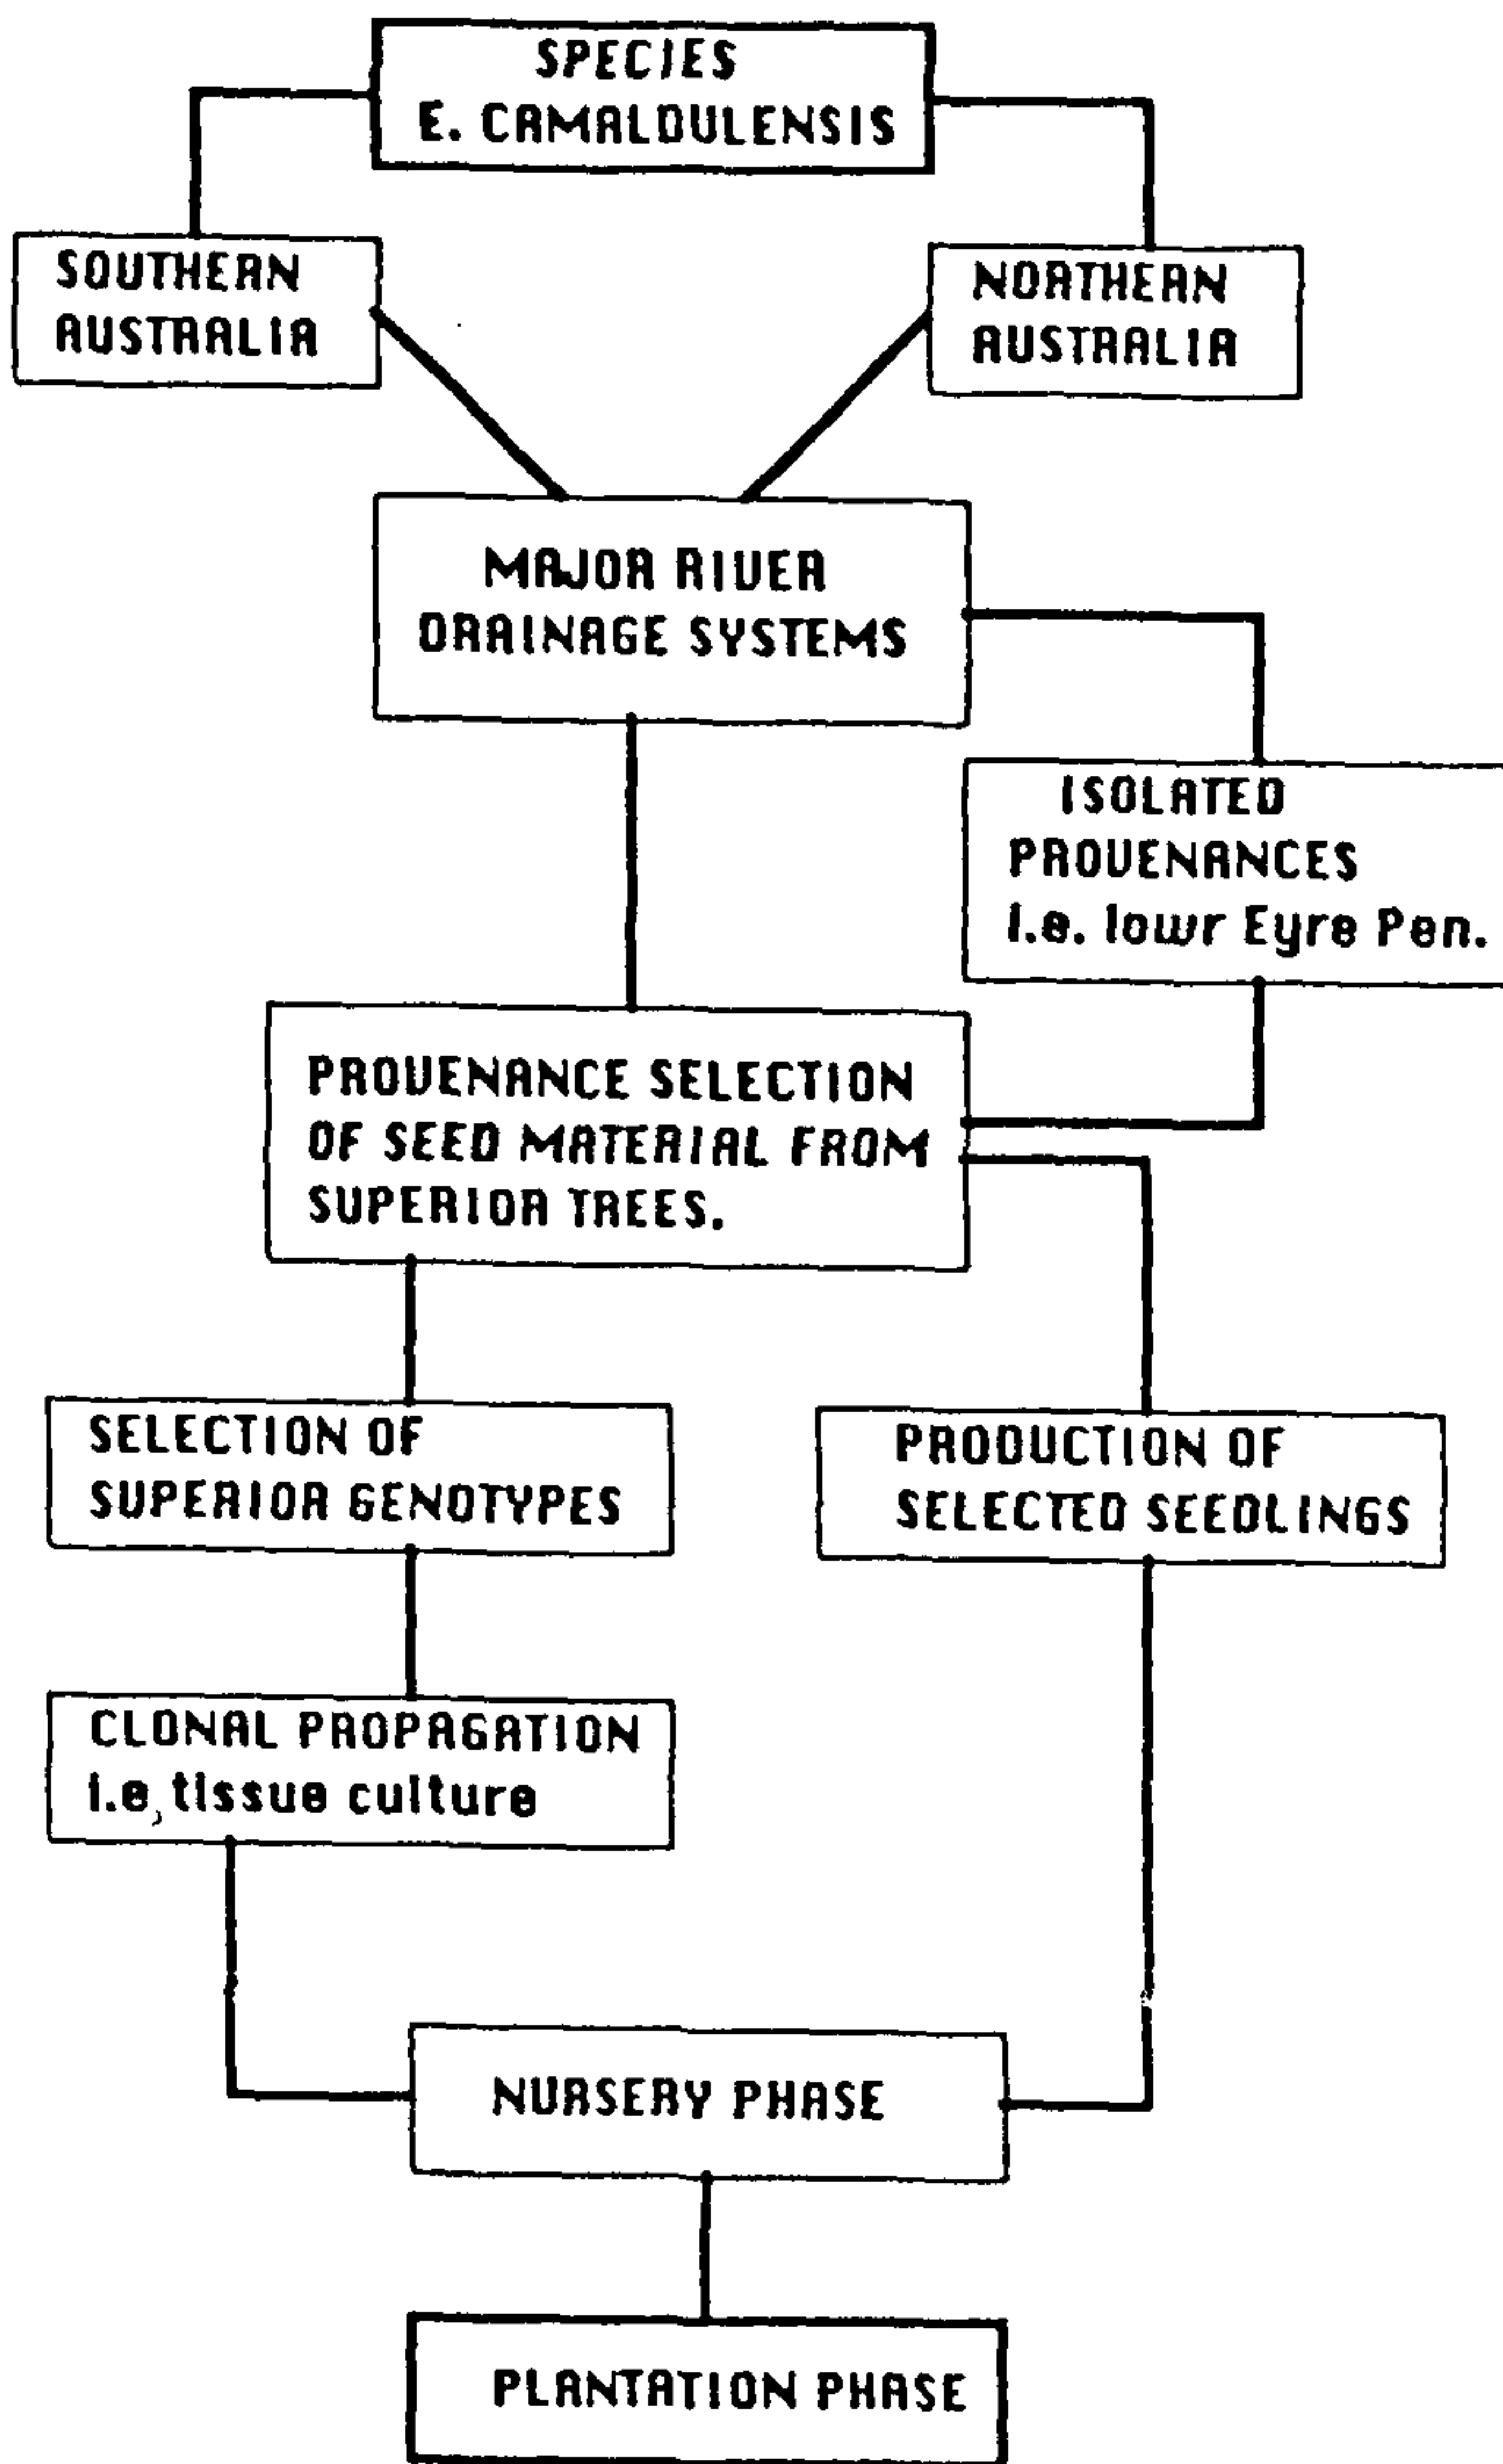 SPECIES
E. CAMALDULENSIS
SOUTHERN
AUSTRALIA
NORTHERN
AUSTRALIA
MAJOR RIVER
DRAINAGE SYSTEMS
ISOLATED
PROVENANCES
i.e. lowr Eyre Pen.
PROVENANCE SELECTION
OF SEED MATERIAL FROM
SUPERIOR TREES.
SELECTION OF
SUPERIOR GENOTYPES
PRODUCTION OF
SELECTED SEEDLINGS
CLONAL PROPAGATION
i.e, tissue culture
NURSERY PHASE
PLANTATION PHASE